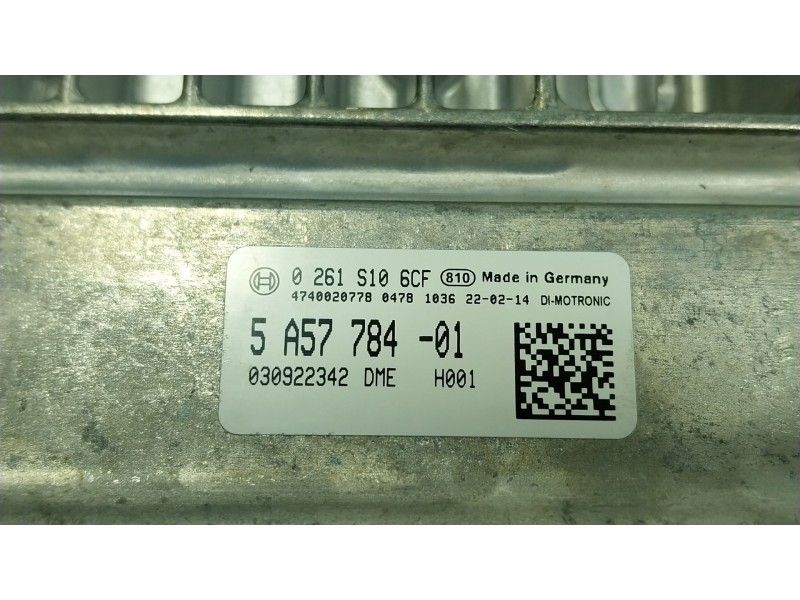 0 261 S10 6CF 810 Made in Germany
4740020778 0478 1036 22-02-14 DI-MOTRONIC
5 A57 784 -01
030922342 DME H001